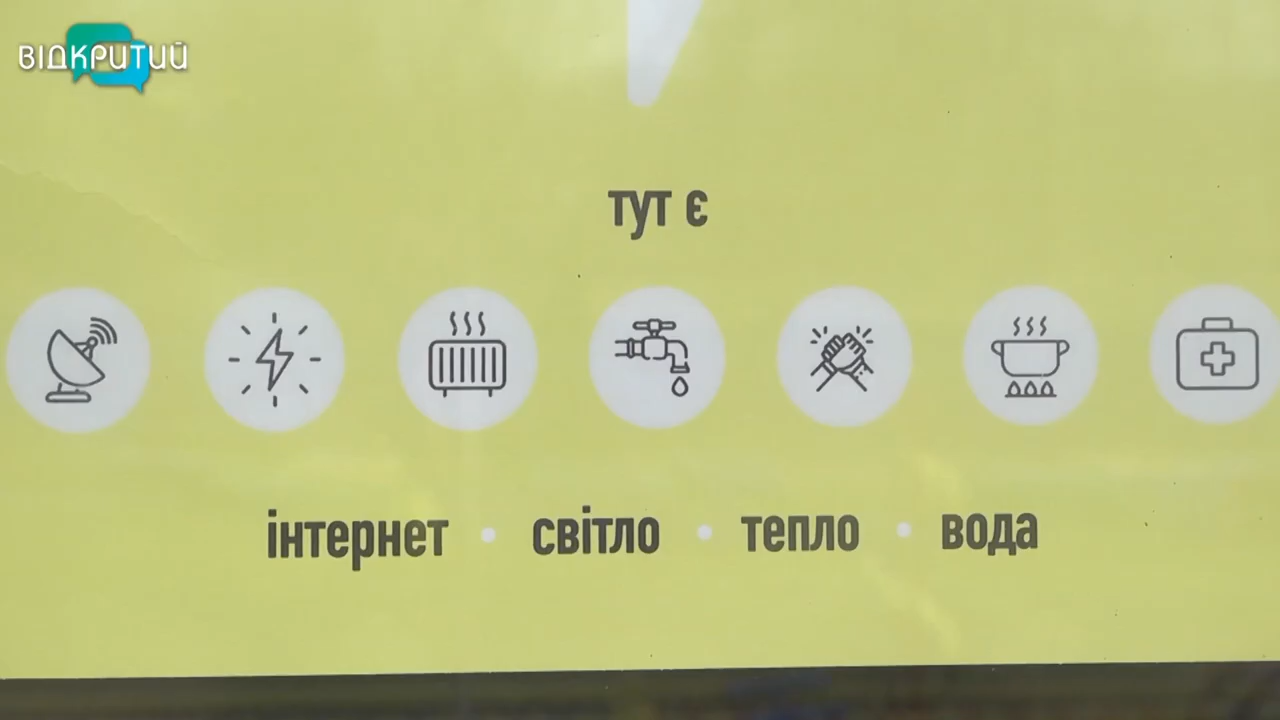 ВІДКРИТИЙ
тут є
інтернет • світло • тепло • вода